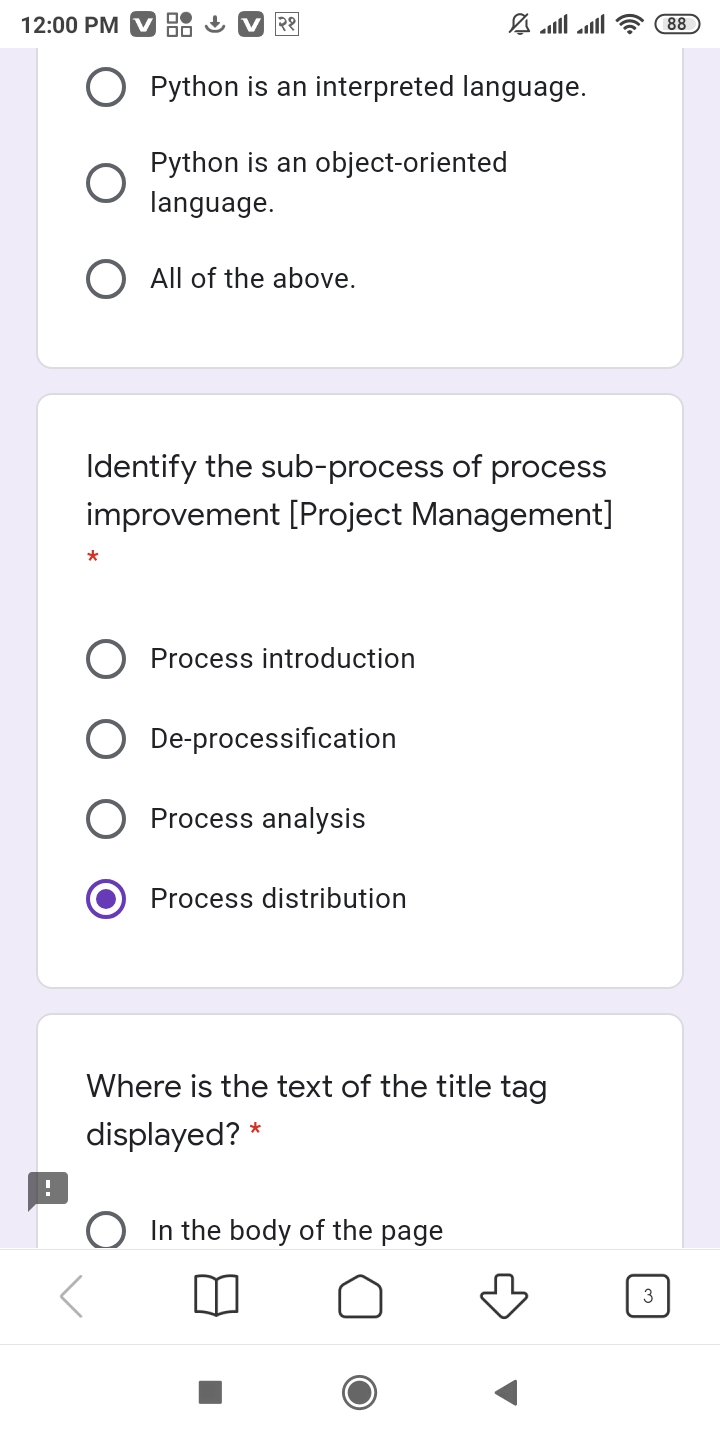 12:00 PM
२१
88
Python is an interpreted language.
Python is an object-oriented
language.
All of the above.
Identify the sub-process of process
improvement [Project Management]
*
Process introduction
De-processification
Process analysis
Process distribution
Where is the text of the title tag
displayed? *
In the body of the page
3